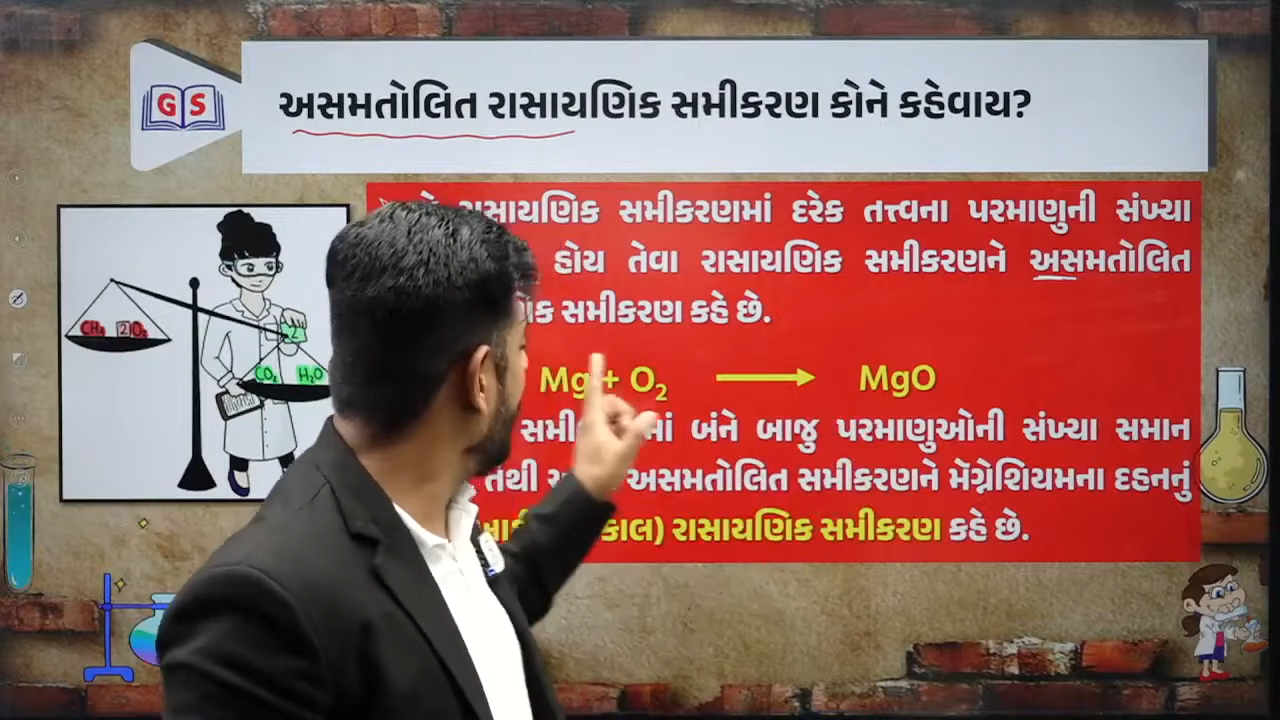 GS
અસમતોલિત રાસાયણિક સમીકરણ કોને કહેવાય?
રાસાયણિક સમીકરણમાં દરેક તત્ત્વના પરમાણુની સંખ્યા
હોય તેવા રાસાયણિક સમીકરણને અસમતોલિત
સમીકરણ કહે છે.
CH₄ 2O₂
2
CO₂ H₂O
Mg + O₂ ⟶ MgO
બંને બાજુ પરમાણુઓની સંખ્યા સમાન
અસમતોલિત સમીકરણને મેંગ્નેશિયમના દહનનું
રાસાયણિક સમીકરણ કહે છે.